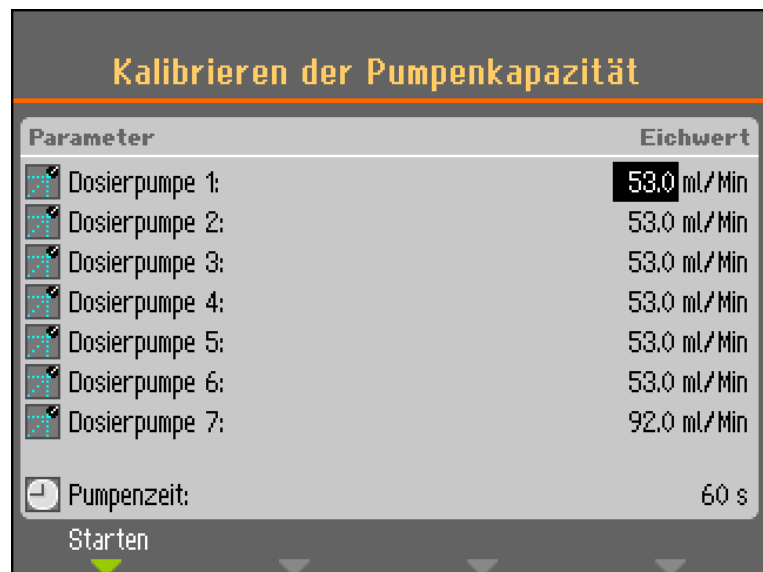 Kalibrieren der Pumpenkapazität
Parameter Eichwert
Dosierpumpe 1: 53.0 ml/Min
Dosierpumpe 2: 53.0 ml/Min
Dosierpumpe 3: 53.0 ml/Min
Dosierpumpe 4: 53.0 ml/Min
Dosierpumpe 5: 53.0 ml/Min
Dosierpumpe 6: 53.0 ml/Min
Dosierpumpe 7: 92.0 ml/Min
Pumpenzeit: 60 s
Starten